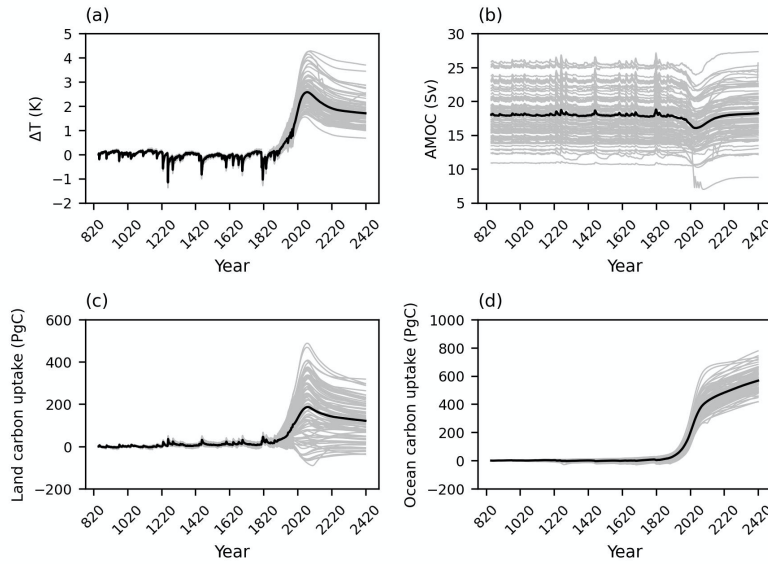 (a)
ΔT (K)
5
4
3
2
1
0
−1
−2
820 1020 1220 1420 1620 1820 2020 2220 2420
Year
(b)
AMOC (Sv)
30
25
20
15
10
5
820 1020 1220 1420 1620 1820 2020 2220 2420
Year
(c)
Land carbon uptake (PgC)
600
400
200
0
−200
820 1020 1220 1420 1620 1820 2020 2220 2420
Year
(d)
Ocean carbon uptake (PgC)
1000
800
600
400
200
0
−200
820 1020 1220 1420 1620 1820 2020 2220 2420
Year